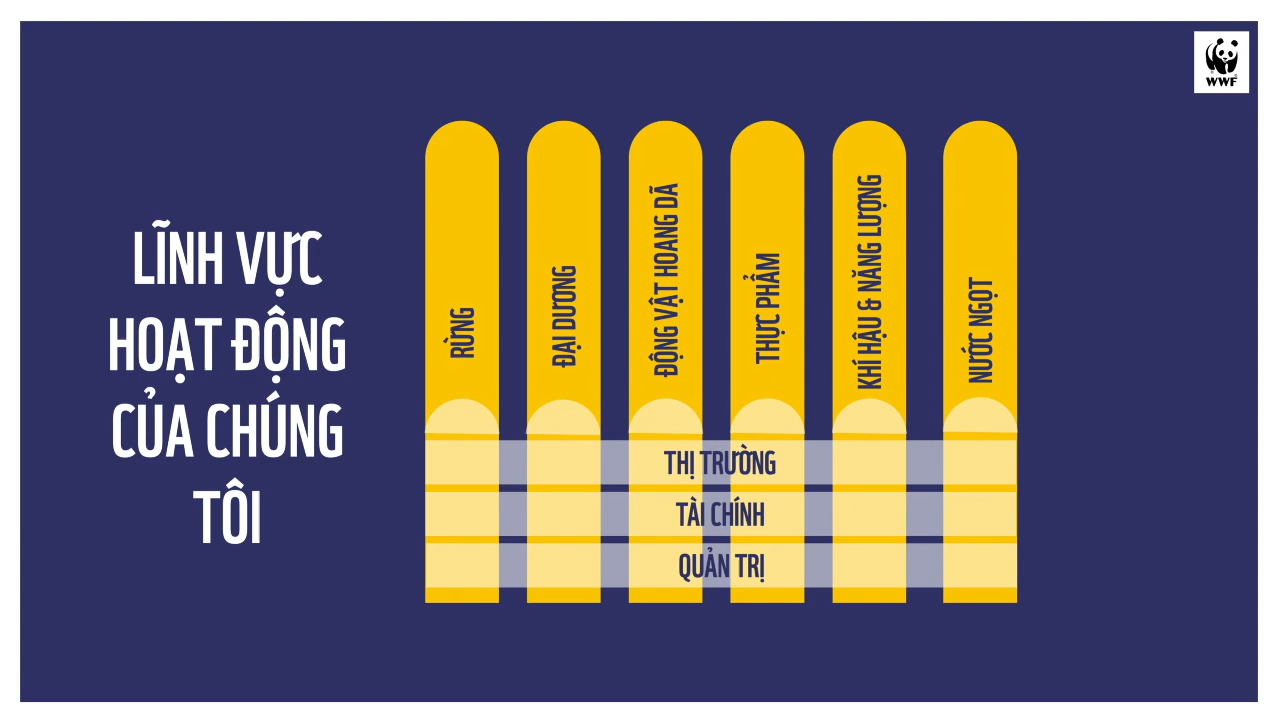 WWF
LĨNH VỰC
HOẠT ĐỘNG
CỦA CHÚNG
TÔI
RỪNG
ĐẠI DƯƠNG
ĐỘNG VẬT HOANG DÃ
THỰC PHẨM
KHÍ HẬU & NĂNG LƯỢNG
NƯỚC NGỌT
THỊ TRƯỜNG
TÀI CHÍNH
QUẢN TRỊ